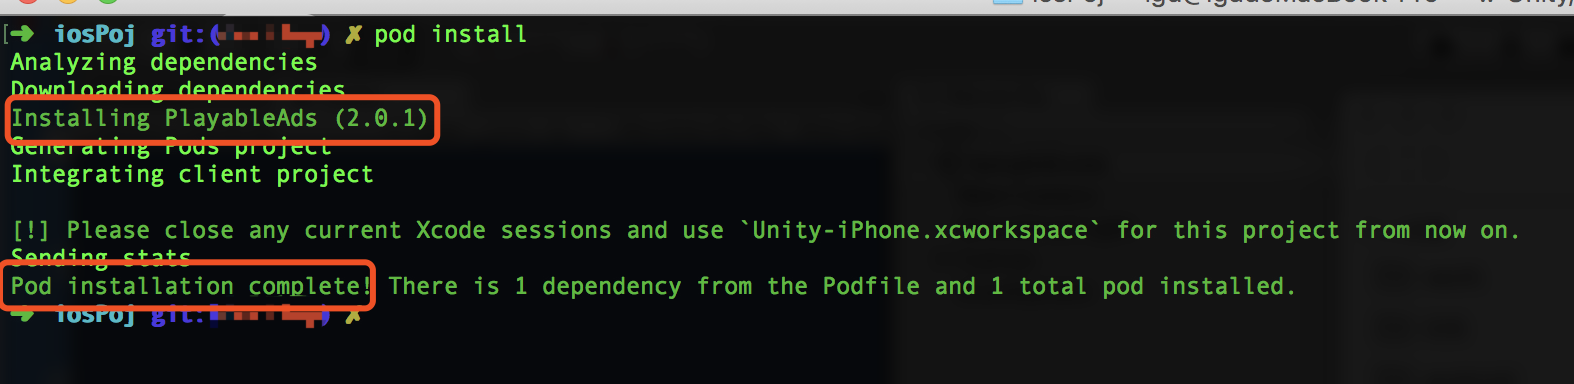 ➜ iosPoj git:( ) ✗ pod install
Analyzing dependencies
Downloading dependencies
Installing PlayableAds (2.0.1)
Generating Pods project
Integrating client project
[!] Please close any current Xcode sessions and use `Unity-iPhone.xcworkspace` for this project from now on.
Sending stats
Pod installation complete! There is 1 dependency from the Podfile and 1 total pod installed.
➜ iosPoj git:( ) ✗